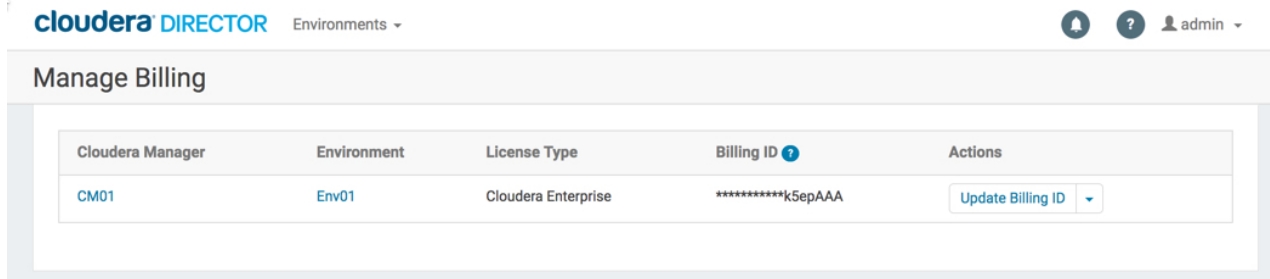 cloudera DIRECTOR Environments ? admin
Manage Billing
Cloudera Manager Environment License Type Billing ID ? Actions
CM01 Env01 Cloudera Enterprise ***********k5epAAA Update Billing ID